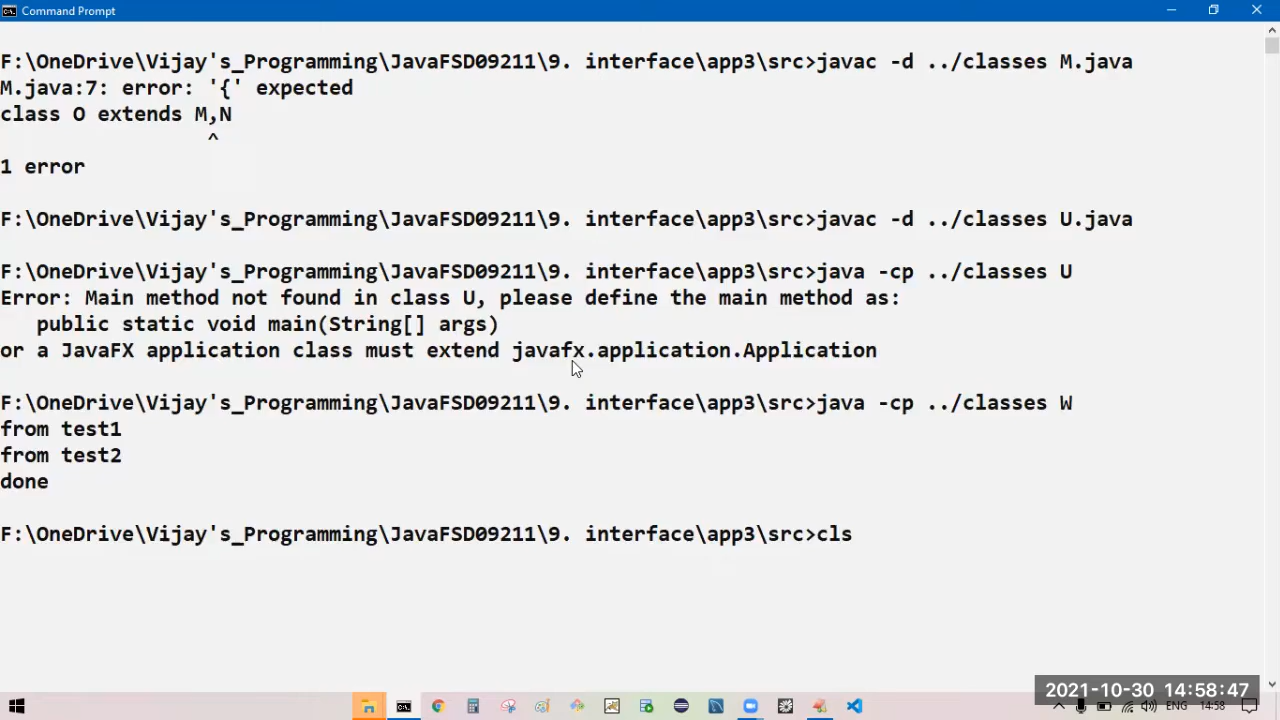 Command Prompt
F:\OneDrive\Vijay's_Programming\JavaFSD09211\9. interface\app3\src>javac -d ../classes M.java
M.java:7: error: '{' expected
class O extends M,N
^
1 error
F:\OneDrive\Vijay's_Programming\JavaFSD09211\9. interface\app3\src>javac -d ../classes U.java
F:\OneDrive\Vijay's_Programming\JavaFSD09211\9. interface\app3\src>java -cp ../classes U
Error: Main method not found in class U, please define the main method as:
public static void main(String[] args)
or a JavaFX application class must extend javafx.application.Application
F:\OneDrive\Vijay's_Programming\JavaFSD09211\9. interface\app3\src>java -cp ../classes W
from test1
from test2
done
F:\OneDrive\Vijay's_Programming\JavaFSD09211\9. interface\app3\src>cls
2021-10-30 14:58:47
ENG 14:58